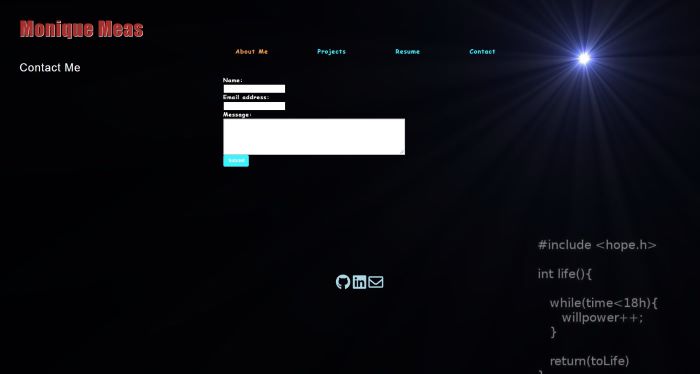 Monique Meas
About Me Projects Resume Contact
Contact Me
Name:
Email address:
Message:
Submit
#include <hope.h>
int life(){
while(time<18h){
willpower++;
}
return(toLife)